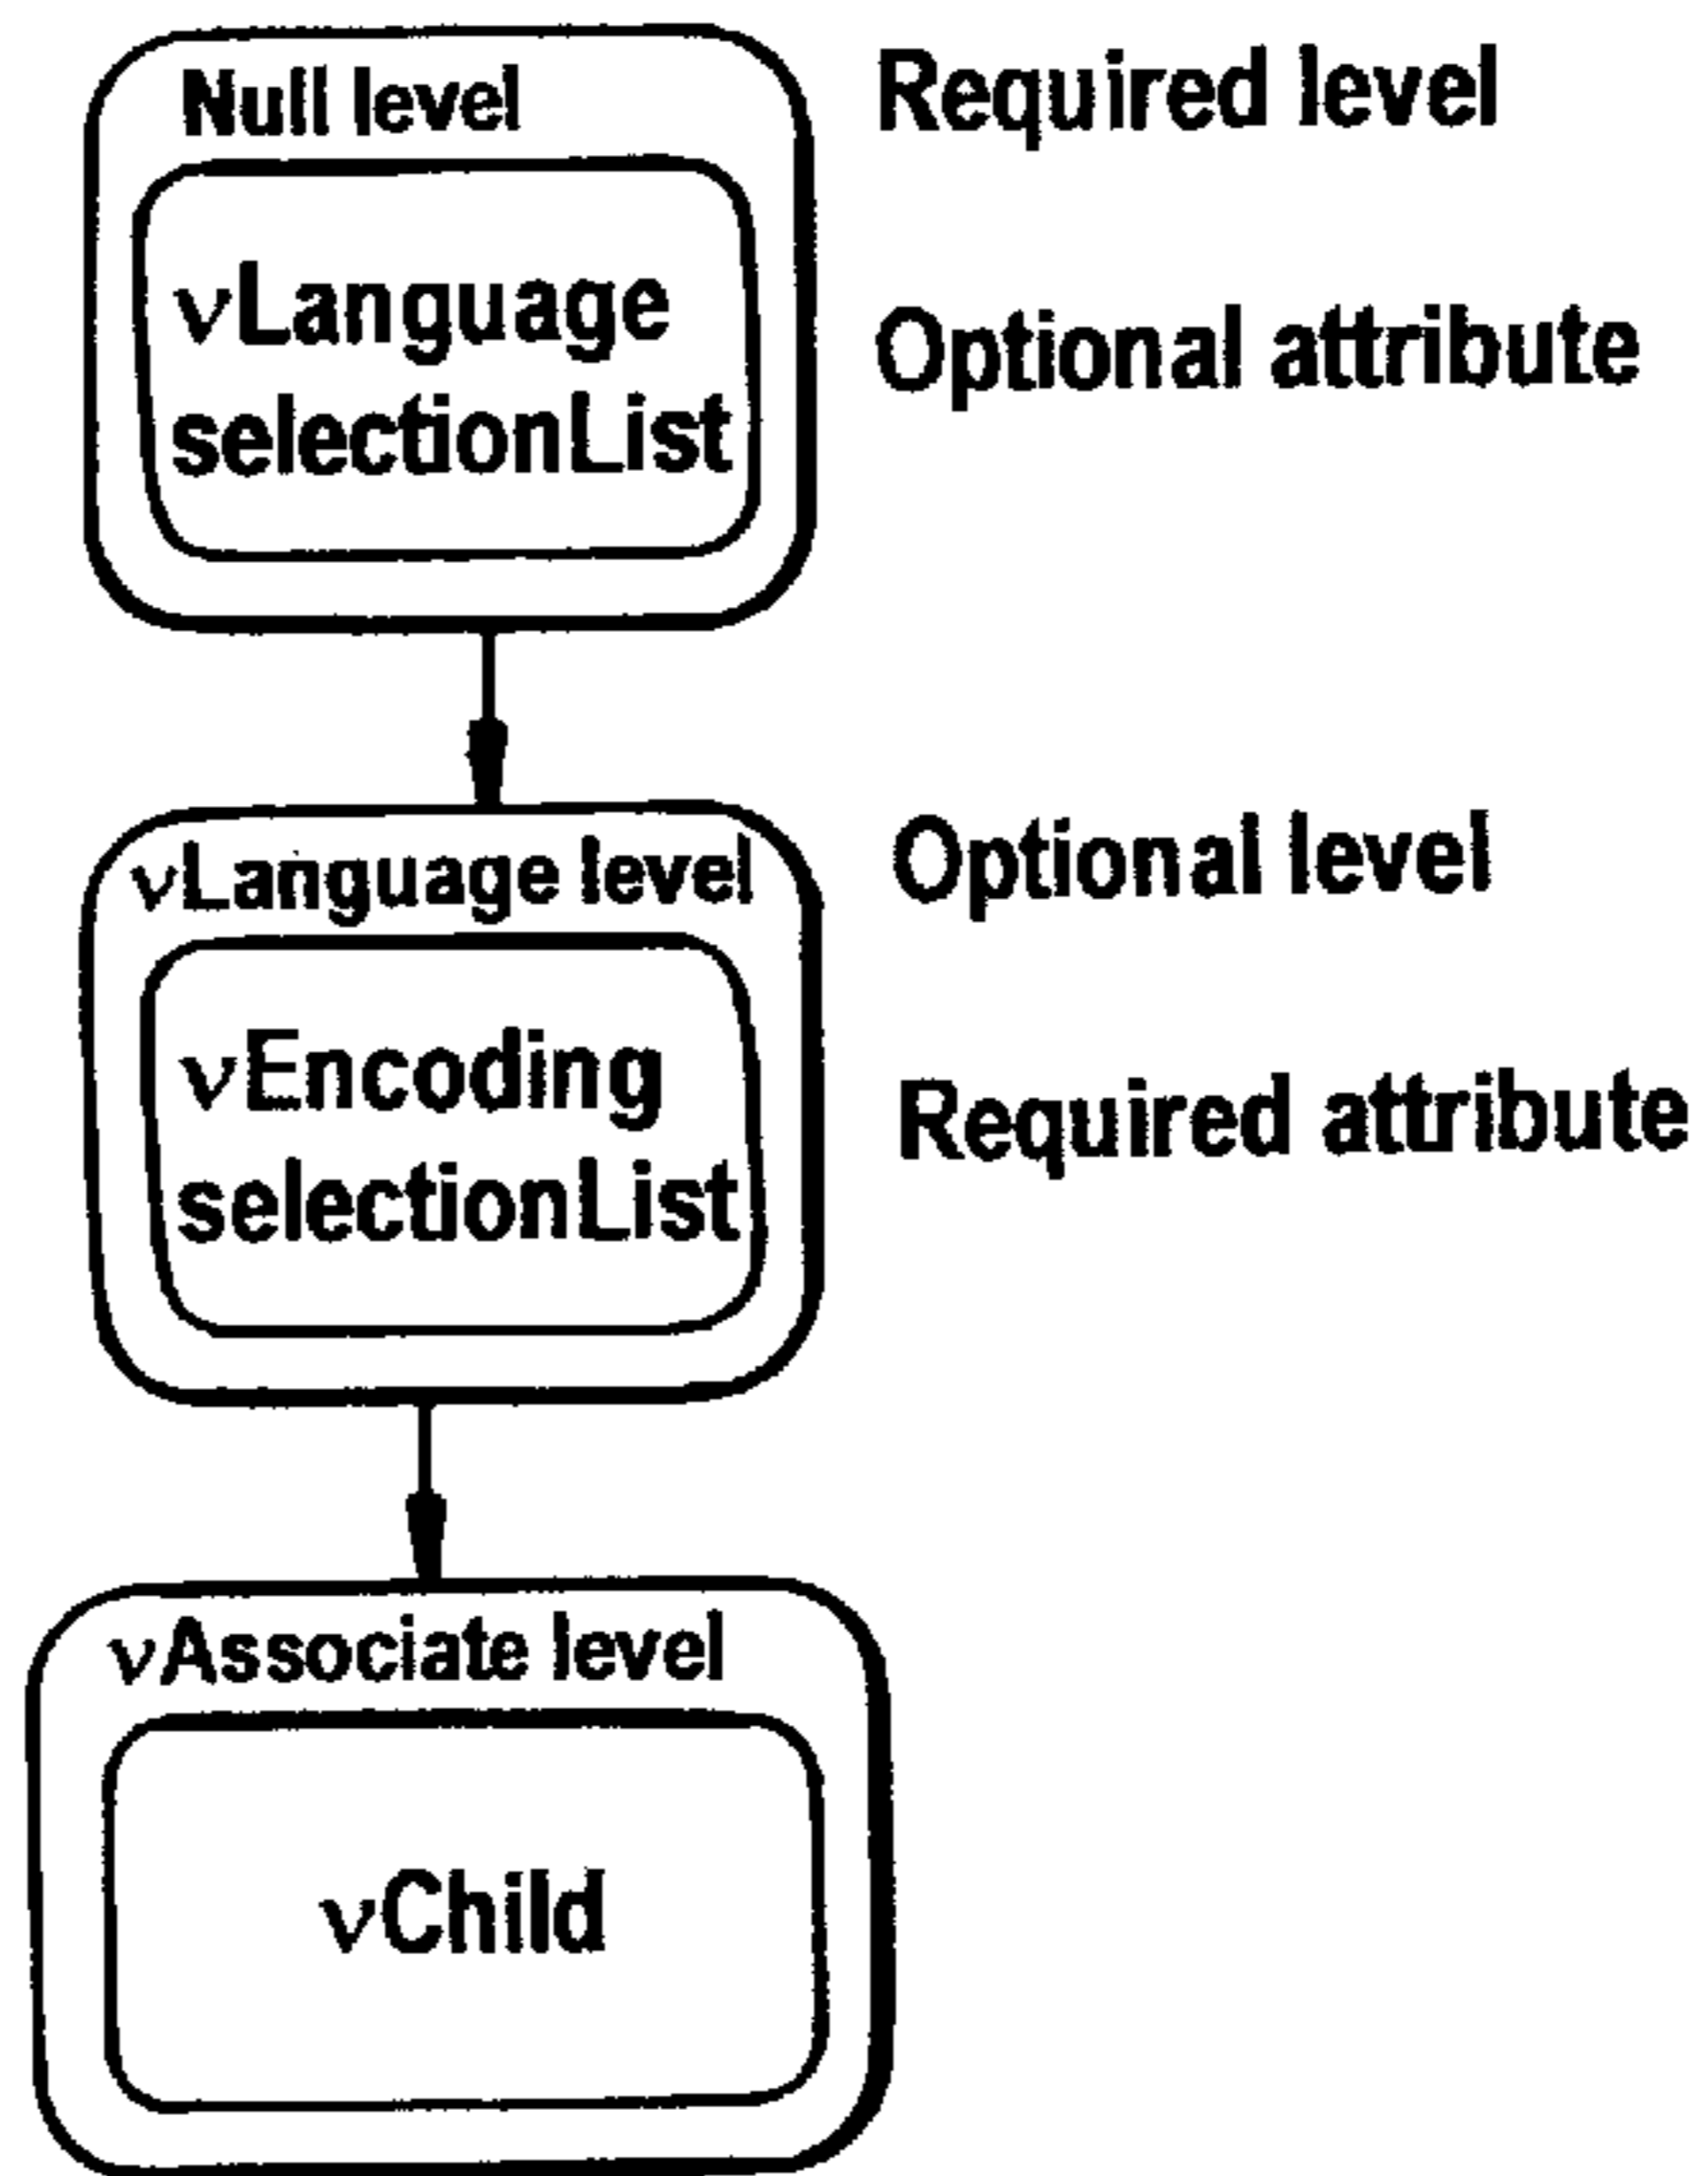 Null level
Required level
νLanguage
selectionList
Optional attribute
νLanguage level
Optional level
νEncoding
selectionList
Required attribute
νAssociate level
νChild